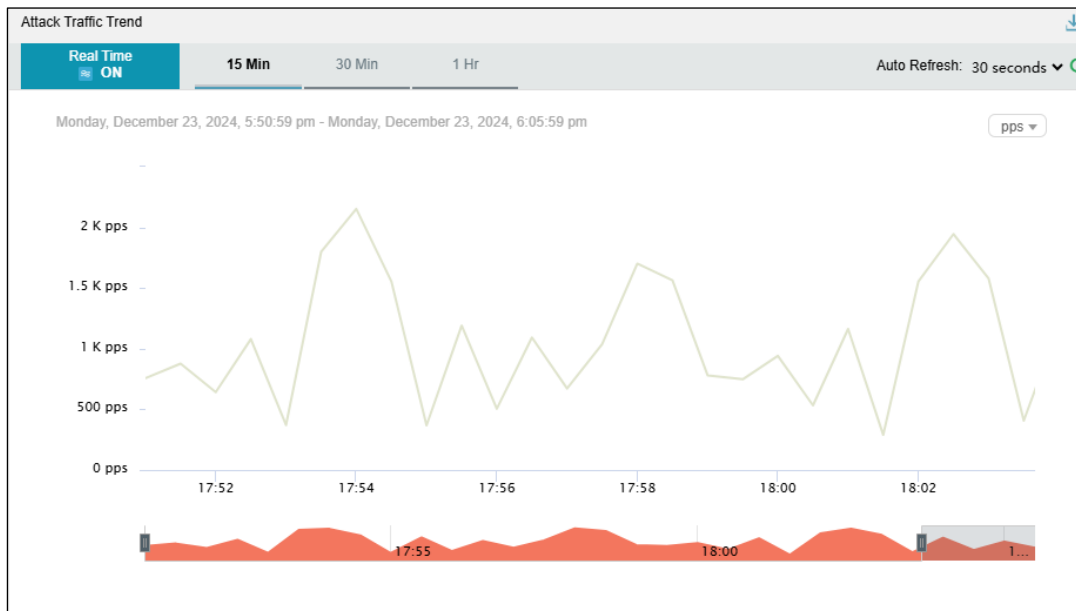 Attack Traffic Trend
Real Time
ON
15 Min
30 Min
1 Hr
Auto Refresh: 30 seconds
Monday, December 23, 2024, 5:50:59 pm - Monday, December 23, 2024, 6:05:59 pm
pps
2 K pps
1.5 K pps
1 K pps
500 pps
0 pps
17:52 17:54 17:56 17:58 18:00 18:02
17:55 18:00 1...